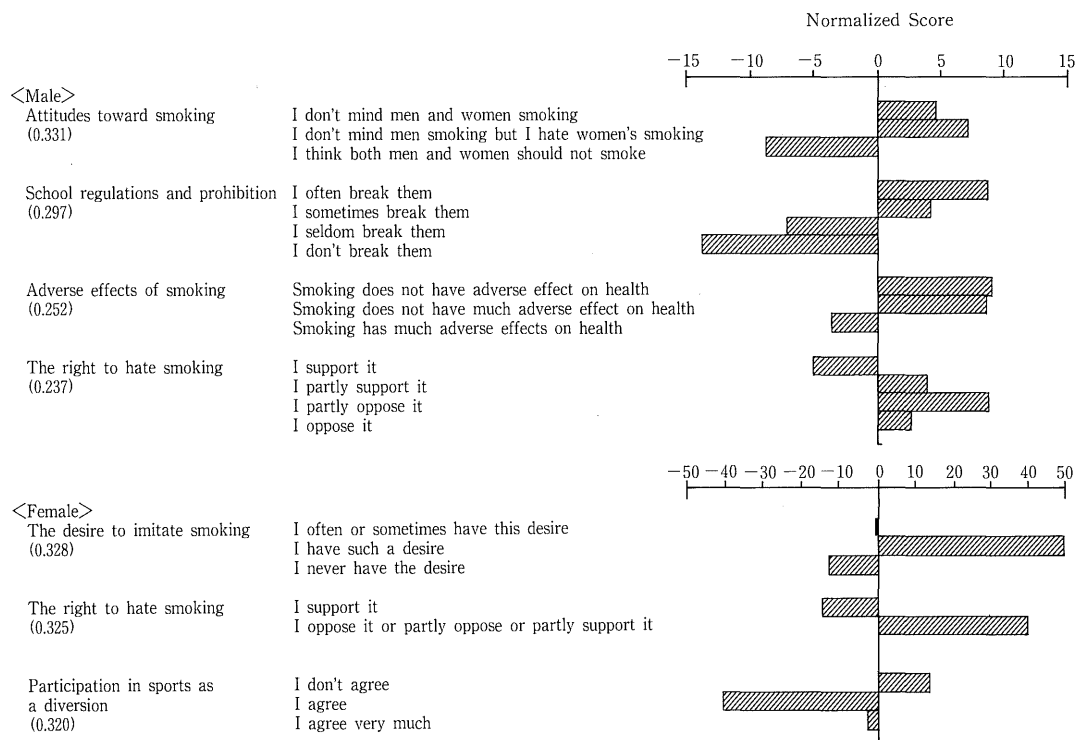 Normalized Score
−15 −10 −5 0 5 10 15
<Male>
Attitudes toward smoking I don't mind men and women smoking
(0.331) I don't mind men smoking but I hate women's smoking
I think both men and women should not smoke
School regulations and prohibition I often break them
(0.297) I sometimes break them
I seldom break them
I don't break them
Adverse effects of smoking Smoking does not have adverse effect on health
(0.252) Smoking does not have much adverse effect on health
Smoking has much adverse effects on health
The right to hate smoking I support it
(0.237) I partly support it
I partly oppose it
I oppose it
−50 −40 −30 −20 −10 0 10 20 30 40 50
<Female>
The desire to imitate smoking I often or sometimes have this desire
(0.328) I have such a desire
I never have the desire
The right to hate smoking I support it
(0.325) I oppose it or partly oppose or partly support it
Participation in sports as I don't agree
a diversion I agree
(0.320) I agree very much